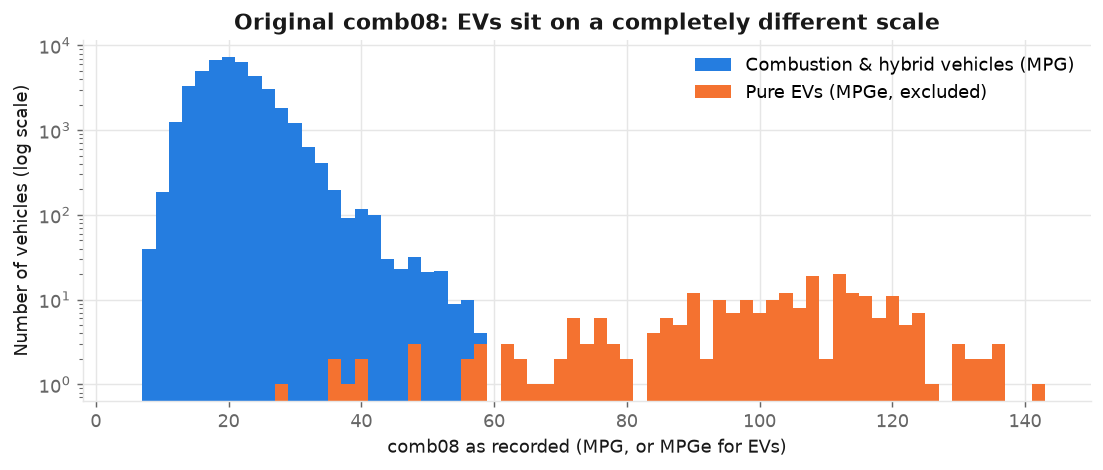 Original comb08: EVs sit on a completely different scale
Combustion & hybrid vehicles (MPG)
Pure EVs (MPGe, excluded)
Number of vehicles (log scale)
10⁴
10³
10²
10¹
10⁰
0 20 40 60 80 100 120 140
comb08 as recorded (MPG, or MPGe for EVs)